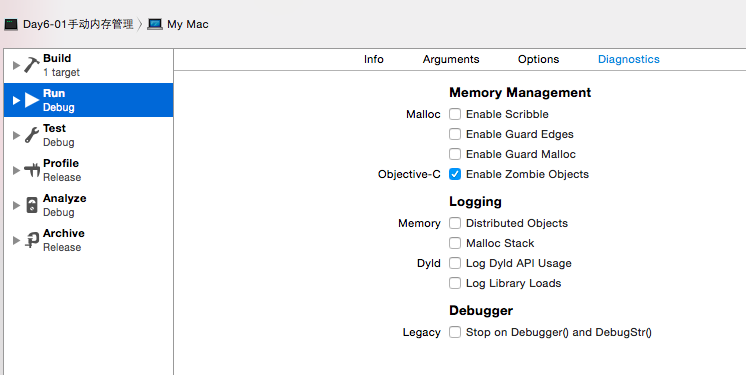 Day6-01手动内存管理 〉 My Mac
Build
1 target
Run
Debug
Test
Debug
Profile
Release
Analyze
Debug
Archive
Release
Info Arguments Options Diagnostics
Memory Management
Malloc Enable Scribble
Enable Guard Edges
Enable Guard Malloc
Objective-C Enable Zombie Objects
Logging
Memory Distributed Objects
Malloc Stack
Dyld Log Dyld API Usage
Log Library Loads
Debugger
Legacy Stop on Debugger() and DebugStr()